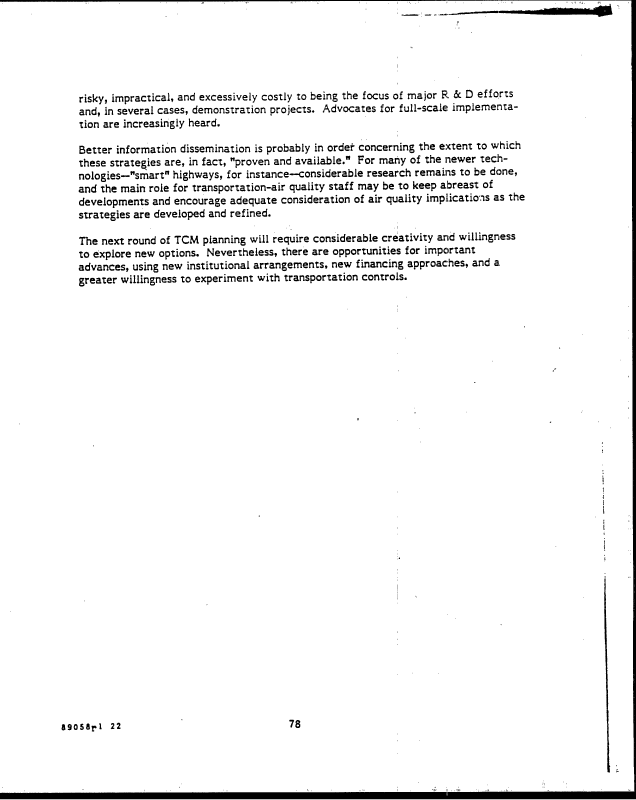 risky, impractical, and excessively costly to being the focus of major R & D efforts
and, in several cases, demonstration projects. Advocates for full-scale implementa-
tion are increasingly heard.
Better information dissemination is probably in order concerning the extent to which
these strategies are, in fact, "proven and available." For many of the newer tech-
nologies--"smart" highways, for instance--considerable research remains to be done,
and the main role for transportation-air quality staff may be to keep abreast of
developments and encourage adequate consideration of air quality implications as the
strategies are developed and refined.
The next round of TCM planning will require considerable creativity and willingness
to explore new options. Nevertheless, there are opportunities for important
advances, using new institutional arrangements, new financing approaches, and a
greater willingness to experiment with transportation controls.
89058r1 22
78